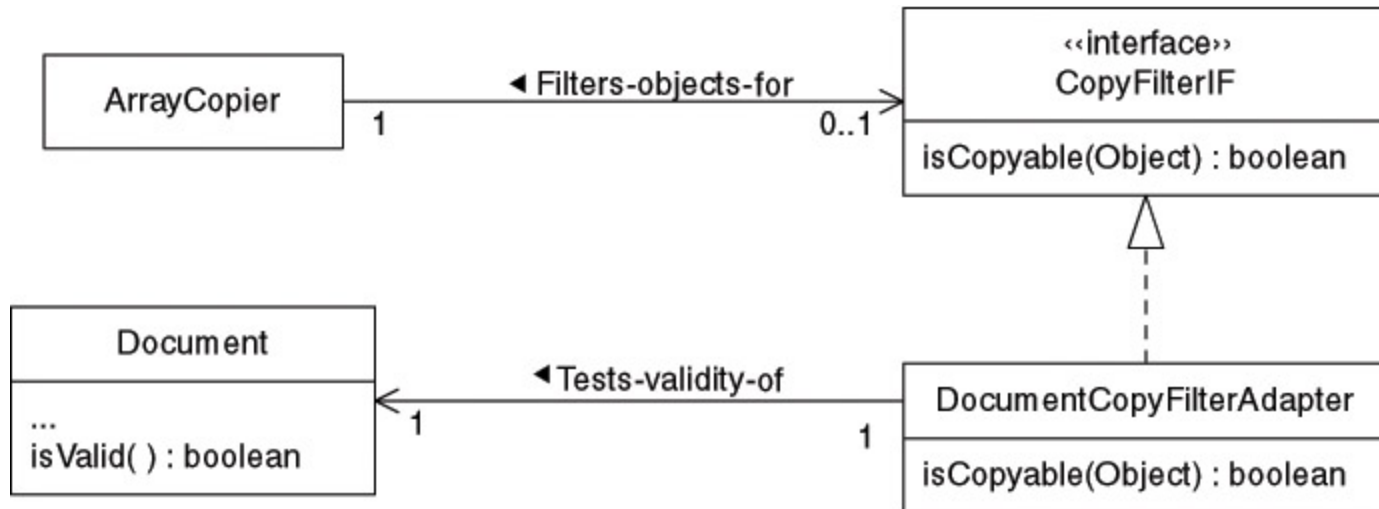 ArrayCopier
◄ Filters-objects-for
1
0..1
‹‹interface››
CopyFilterIF
isCopyable(Object) : boolean
Document
...
isValid( ) : boolean
◄ Tests-validity-of
1
1
DocumentCopyFilterAdapter
isCopyable(Object) : boolean